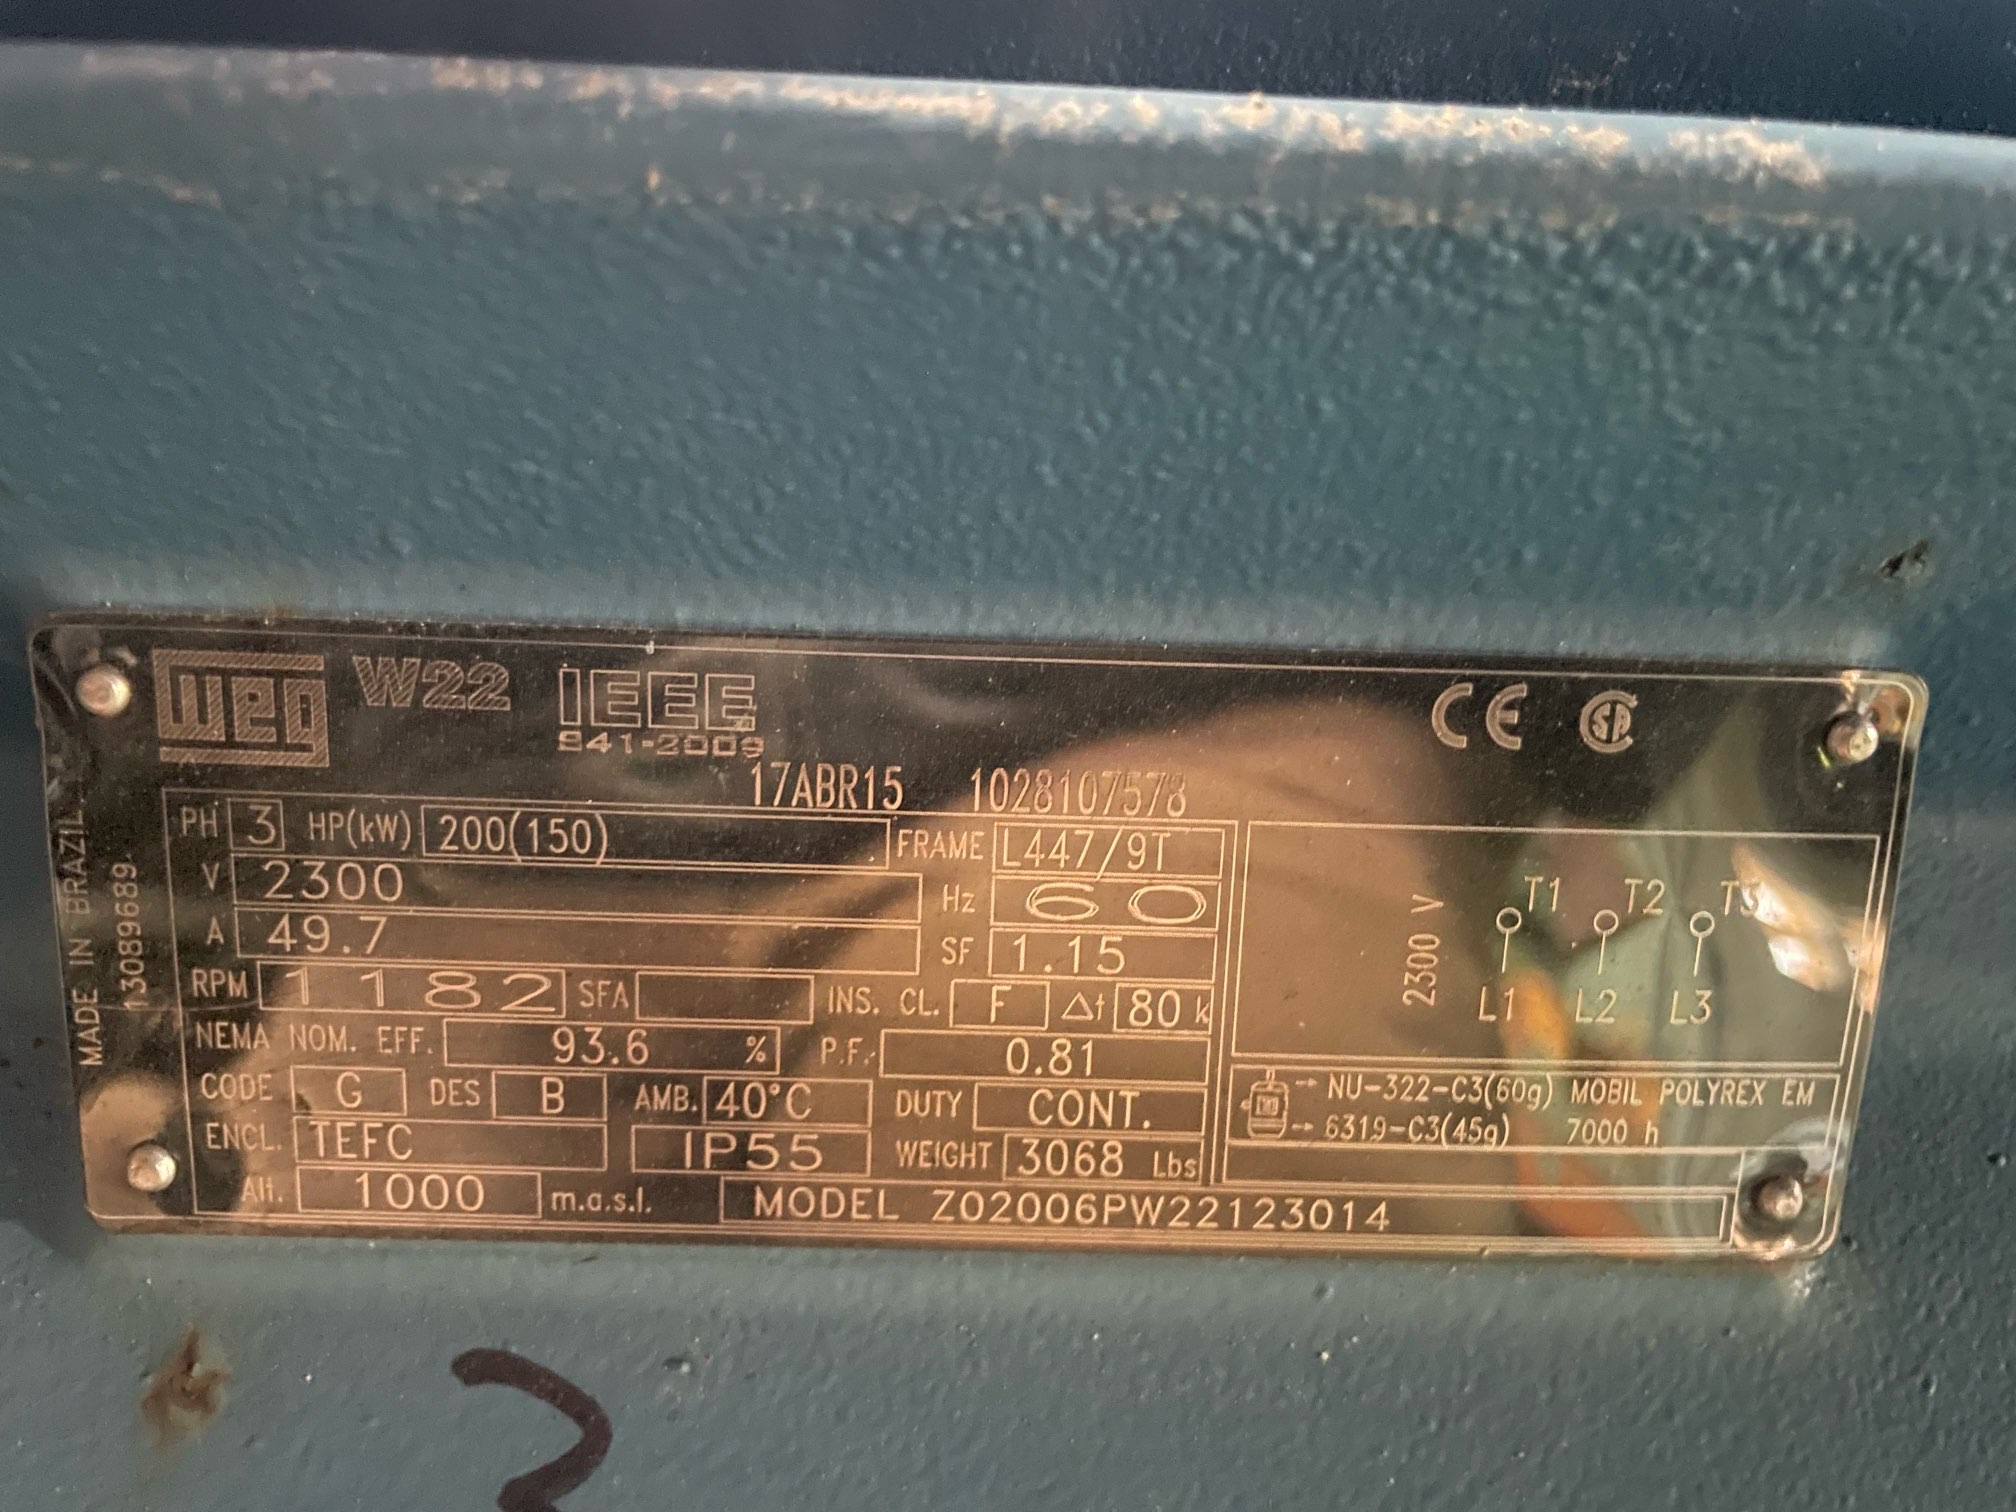 WEG W22 IEEE
841-2009
CE SA
17ABR15 1028107578
MADE IN BRAZIL
13089689.
PH 3 HP(kW) 200(150) FRAME L447/9T
V 2300 Hz 60
A 49.7 SF 1.15
RPM 1182 SFA INS. CL. F Δt 80 k
NEMA NOM. EFF. 93.6 % P.F. 0.81
CODE G DES B AMB. 40°C DUTY CONT.
ENCL. TEFC IP55 WEIGHT 3068 Lbs
Alt. 1000 m.a.s.l. MODEL Z02006PW22123014
2300 V
T1 T2 T3
L1 L2 L3
→ NU-322-C3(60g) MOBIL POLYREX EM
→ 6319-C3(45g) 7000 h
2